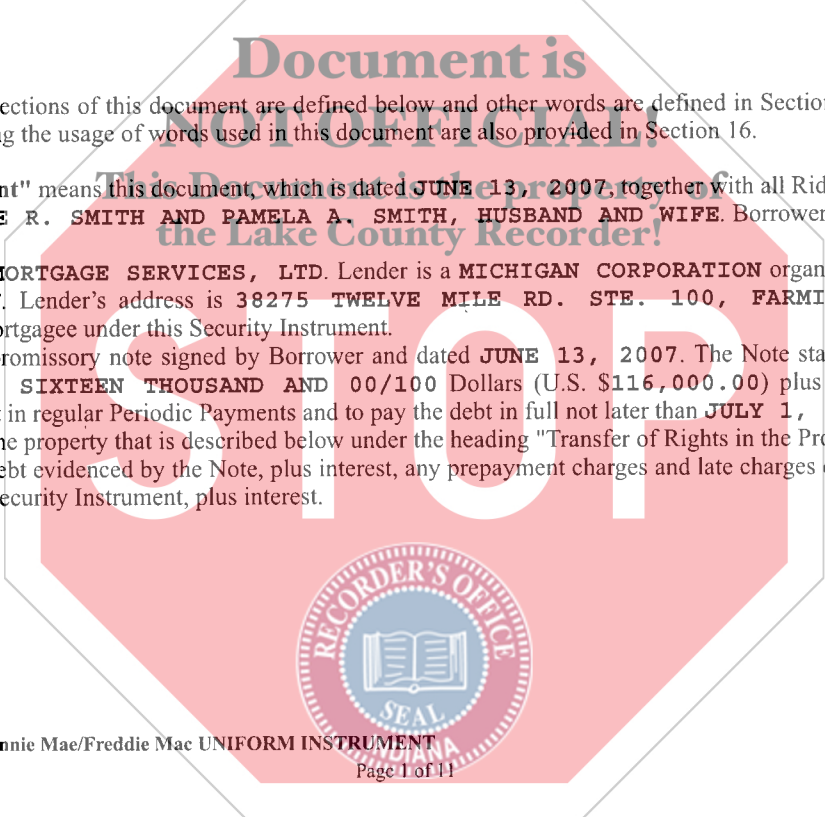 Document is
ections of this document are defined below and other words are defined in Section
NOT OFFICIAL!
g the usage of words used in this document are also provided in Section 16.
This Document is the property of
nt" means this document, which is dated JUNE 13, 2007, together with all Rid
E R. SMITH AND PAMELA A. SMITH, HUSBAND AND WIFE. Borrower
the Lake County Recorder!
MORTGAGE SERVICES, LTD. Lender is a MICHIGAN CORPORATION organ
. Lender's address is 38275 TWELVE MILE RD. STE. 100, FARMI
ortgagee under this Security Instrument.
romissory note signed by Borrower and dated JUNE 13, 2007. The Note sta
SIXTEEN THOUSAND AND 00/100 Dollars (U.S. $116,000.00) plus
t in regular Periodic Payments and to pay the debt in full not later than JULY 1,
he property that is described below under the heading "Transfer of Rights in the Pro
ebt evidenced by the Note, plus interest, any prepayment charges and late charges
ecurity Instrument, plus interest.
STOP
RECORDER'S OFFICE
SEAL
INDIANA
nnie Mae/Freddie Mac UNIFORM INSTRUMENT
Page 1 of 11